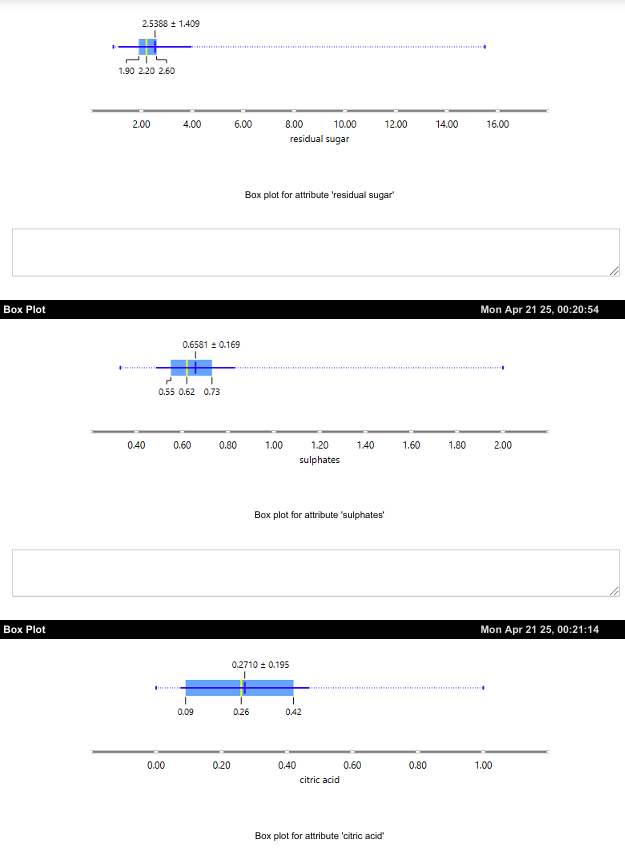 2.5388 ± 1.409
1.90 2.20 2.60
2.00 4.00 6.00 8.00 10.00 12.00 14.00 16.00
residual sugar
Box plot for attribute 'residual sugar'
Box Plot Mon Apr 21 25, 00:20:54
0.6581 ± 0.169
0.55 0.62 0.73
0.40 0.60 0.80 1.00 1.20 1.40 1.60 1.80 2.00
sulphates
Box plot for attribute 'sulphates'
Box Plot Mon Apr 21 25, 00:21:14
0.2710 ± 0.195
0.09 0.26 0.42
0.00 0.20 0.40 0.60 0.80 1.00
citric acid
Box plot for attribute 'citric acid'